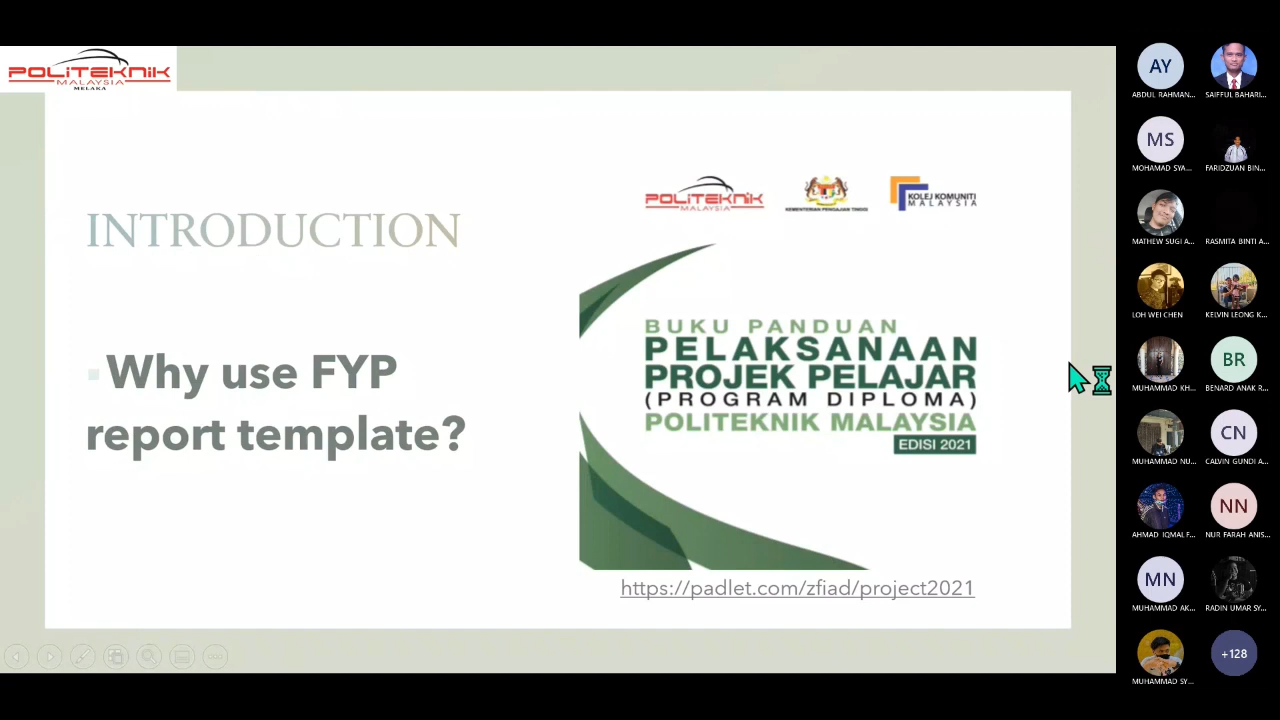 POLITEKNIK
MALAYSIA
MELAKA
INTRODUCTION
Why use FYP
report template?
POLITEKNIK
MALAYSIA
KEMENTERIAN PENGAJIAN TINGGI
KOLEJ KOMUNITI
MALAYSIA
BUKU PANDUAN
PELAKSANAAN
PROJEK PELAJAR
(PROGRAM DIPLOMA)
POLITEKNIK MALAYSIA
EDISI 2021
https://padlet.com/zfiad/project2021
AY
ABDUL RAHMAN...
SAIFFUL BAHARI...
MS
MOHAMAD SYA...
FARIDZUAN BIN...
MATHEW SUGI A...
RASMITA BINTI A...
LOH WEI CHEN
KELVIN LEONG K...
MUHAMMAD KH...
BR
BENARD ANAK R...
MUHAMMAD NU...
CN
CALVIN GUNDI A...
AHMAD IQMAL F...
NN
NUR FARAH ANIS...
MN
MUHAMMAD AK...
RADIN UMAR SY...
MUHAMMAD SY...
+128